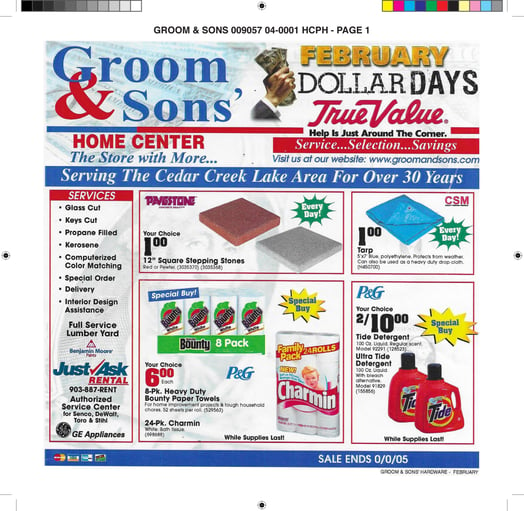 GROOM & SONS 009057 04-0001 HCPH - PAGE 1
Groom
& Sons'
HOME CENTER
The Store with More...
FEBRUARY
DOLLAR DAYS
True Value.
Help Is Just Around The Corner.
Service...Selection...Savings
Visit us at our website: www.groomandsons.com
Serving The Cedar Creek Lake Area For Over 30 Years
SERVICES
• Glass Cut
• Keys Cut
• Propane Filled
• Kerosene
• Computerized
Color Matching
• Special Order
• Delivery
• Interior Design
Assistance
Full Service
Lumber Yard
Benjamin Moore
Paints
Just Ask
RENTAL
903-887-RENT
Authorized
Service Center
for Senco, DeWalt,
Toro & Stihl
GE Appliances
PAVESTONE
Your Choice
1 00
12" Square Stepping Stones
Red or Pewter. (3035370) (3035368)
Every
Day!
CSM
1 00
Tarp
5'x7' Blue, polyethylene. Protects from weather.
Can also be used as a heavy duty drop cloth.
Every
Day!
Special Buy!
Bounty 8 Pack
Your Choice
6 00
Each
P&G
8-Pk. Heavy Duty
Bounty Paper Towels
For home improvement projects & tough household
chores. 52 sheets per roll. (529563)
24-Pk. Charmin
White Bath Tissue.
(698688)
Special
Buy
Family
Pack 24 ROLLS
NEW!
Charmin
While Supplies Last!
P&G
Your Choice
2/10 00
Tide Detergent
100 Oz. Liquid. Regular scent.
Model 92291
Ultra Tide
Detergent
100 Oz. Liquid
With bleach
alternative.
Model 91829
(155856)
Special
Buy
Tide
Tide
While Supplies Last!
SALE ENDS 0/0/05
GROOM & SONS' HARDWARE - FEBRUARY